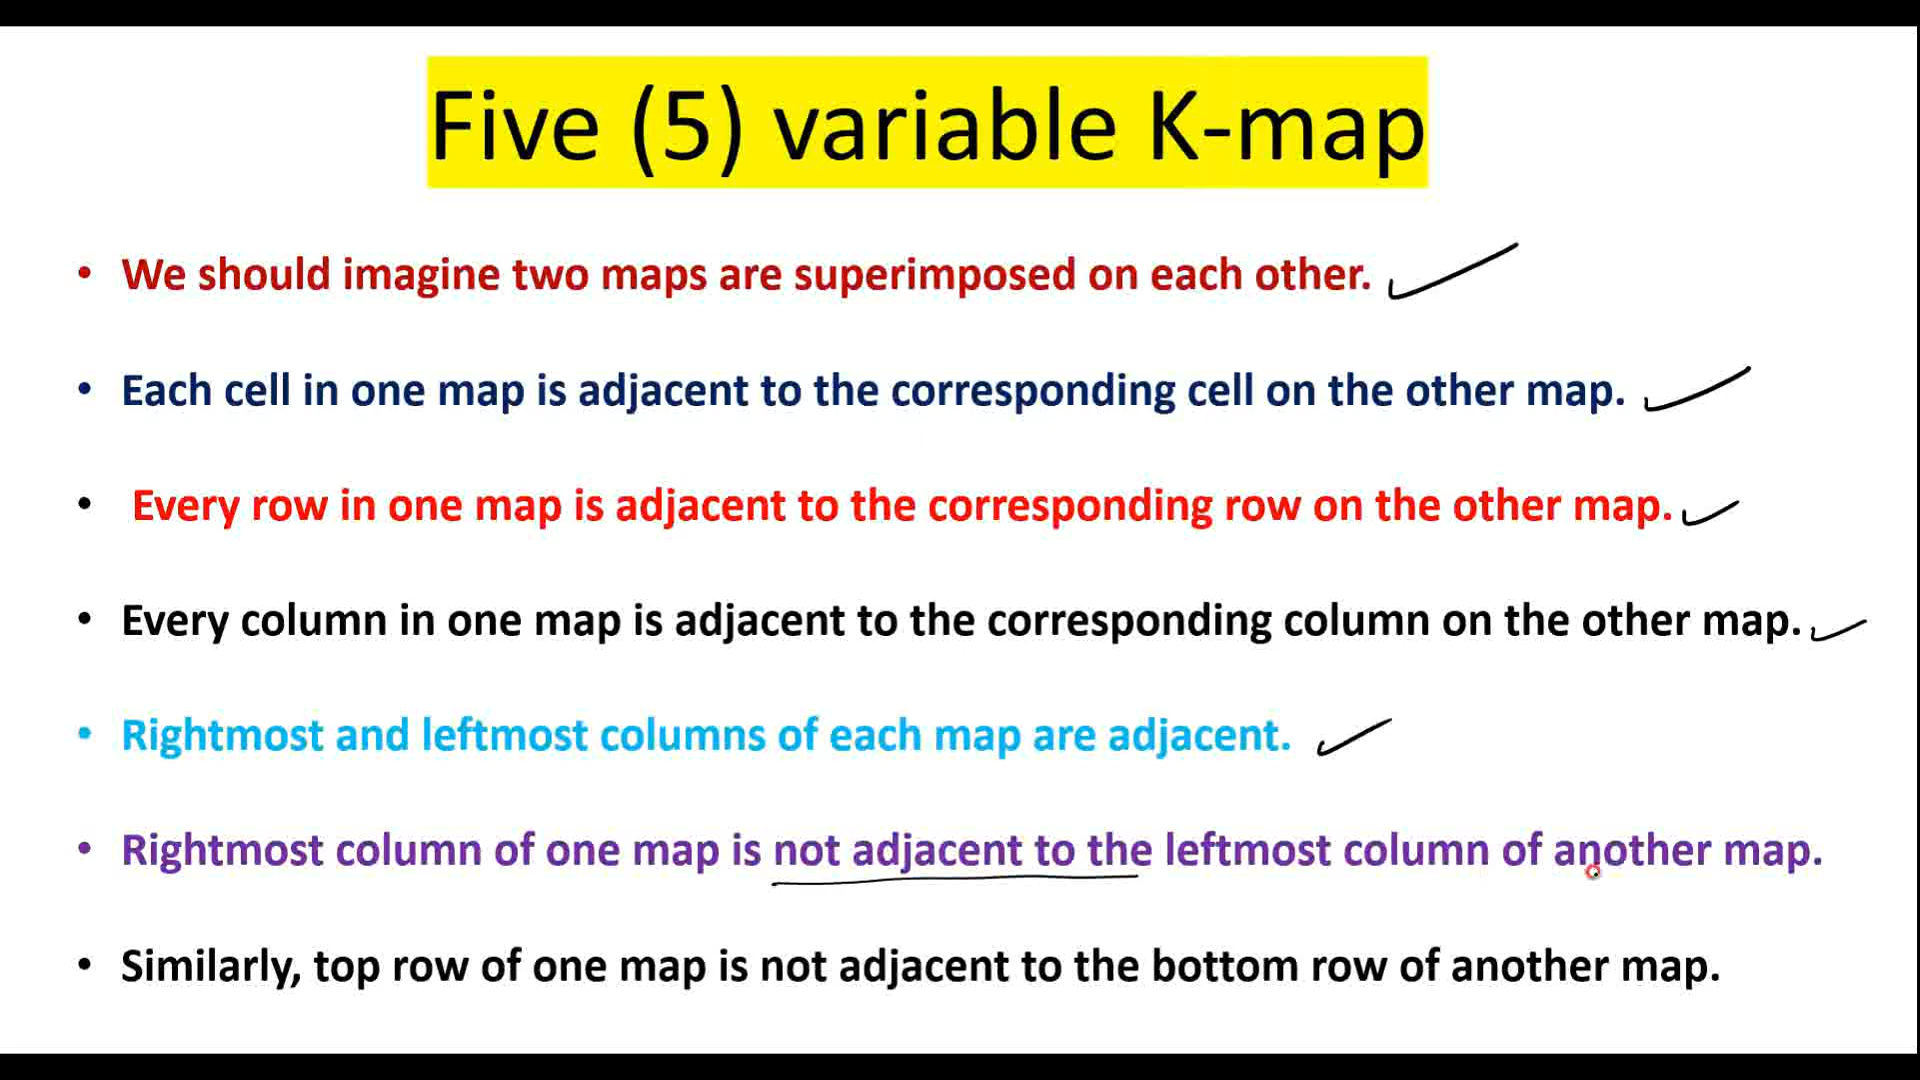 Five (5) variable K-map
• We should imagine two maps are superimposed on each other.
• Each cell in one map is adjacent to the corresponding cell on the other map.
• Every row in one map is adjacent to the corresponding row on the other map.
• Every column in one map is adjacent to the corresponding column on the other map.
• Rightmost and leftmost columns of each map are adjacent.
• Rightmost column of one map is not adjacent to the leftmost column of another map.
• Similarly, top row of one map is not adjacent to the bottom row of another map.